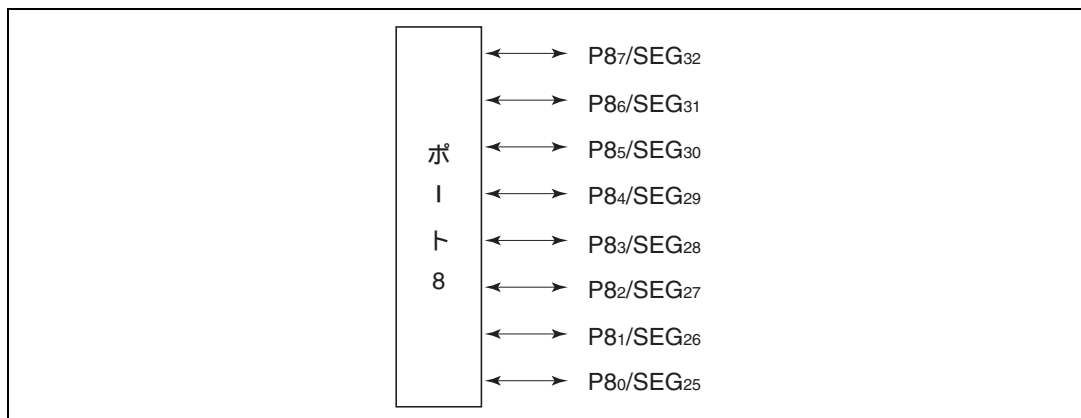 ポート8
P8₇/SEG₃₂
P8₆/SEG₃₁
P8₅/SEG₃₀
P8₄/SEG₂₉
P8₃/SEG₂₈
P8₂/SEG₂₇
P8₁/SEG₂₆
P8₀/SEG₂₅